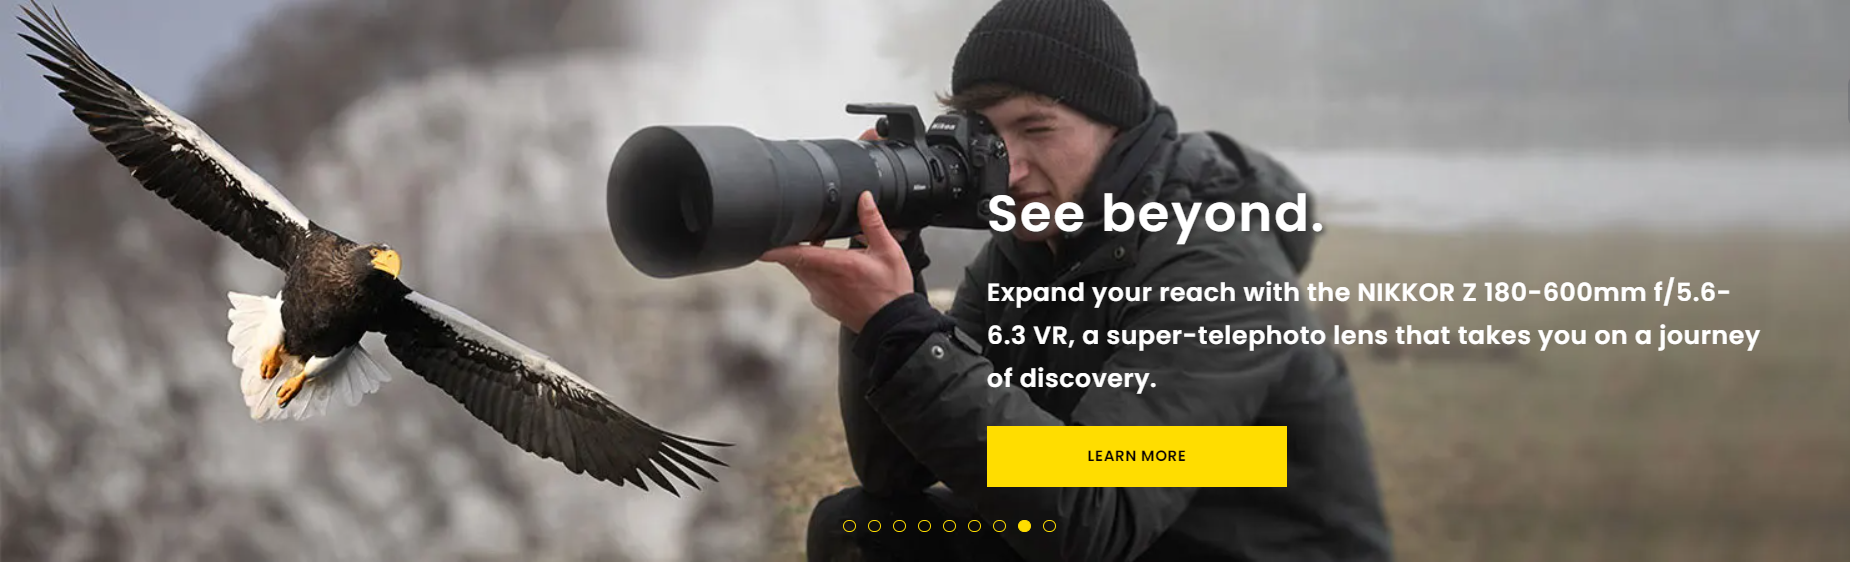 Nikon
See beyond.
Expand your reach with the NIKKOR Z 180-600mm f/5.6-
6.3 VR, a super-telephoto lens that takes you on a journey
of discovery.
LEARN MORE